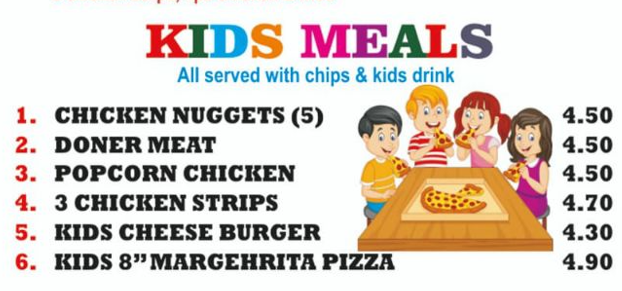 KIDS MEALS
All served with chips & kids drink
1. CHICKEN NUGGETS (5) 4.50
2. DONER MEAT 4.50
3. POPCORN CHICKEN 4.50
4. 3 CHICKEN STRIPS 4.70
5. KIDS CHEESE BURGER 4.30
6. KIDS 8” MARGEHRITA PIZZA 4.90